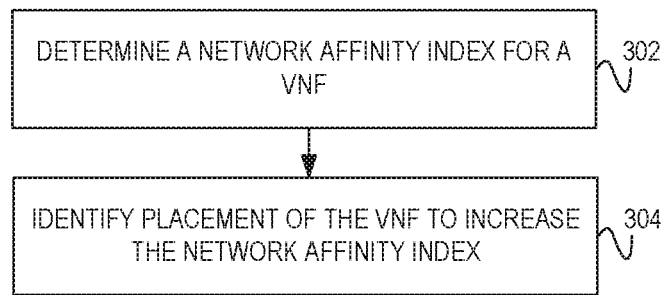 DETERMINE A NETWORK AFFINITY INDEX FOR A
VNF
302
IDENTIFY PLACEMENT OF THE VNF TO INCREASE
THE NETWORK AFFINITY INDEX
304